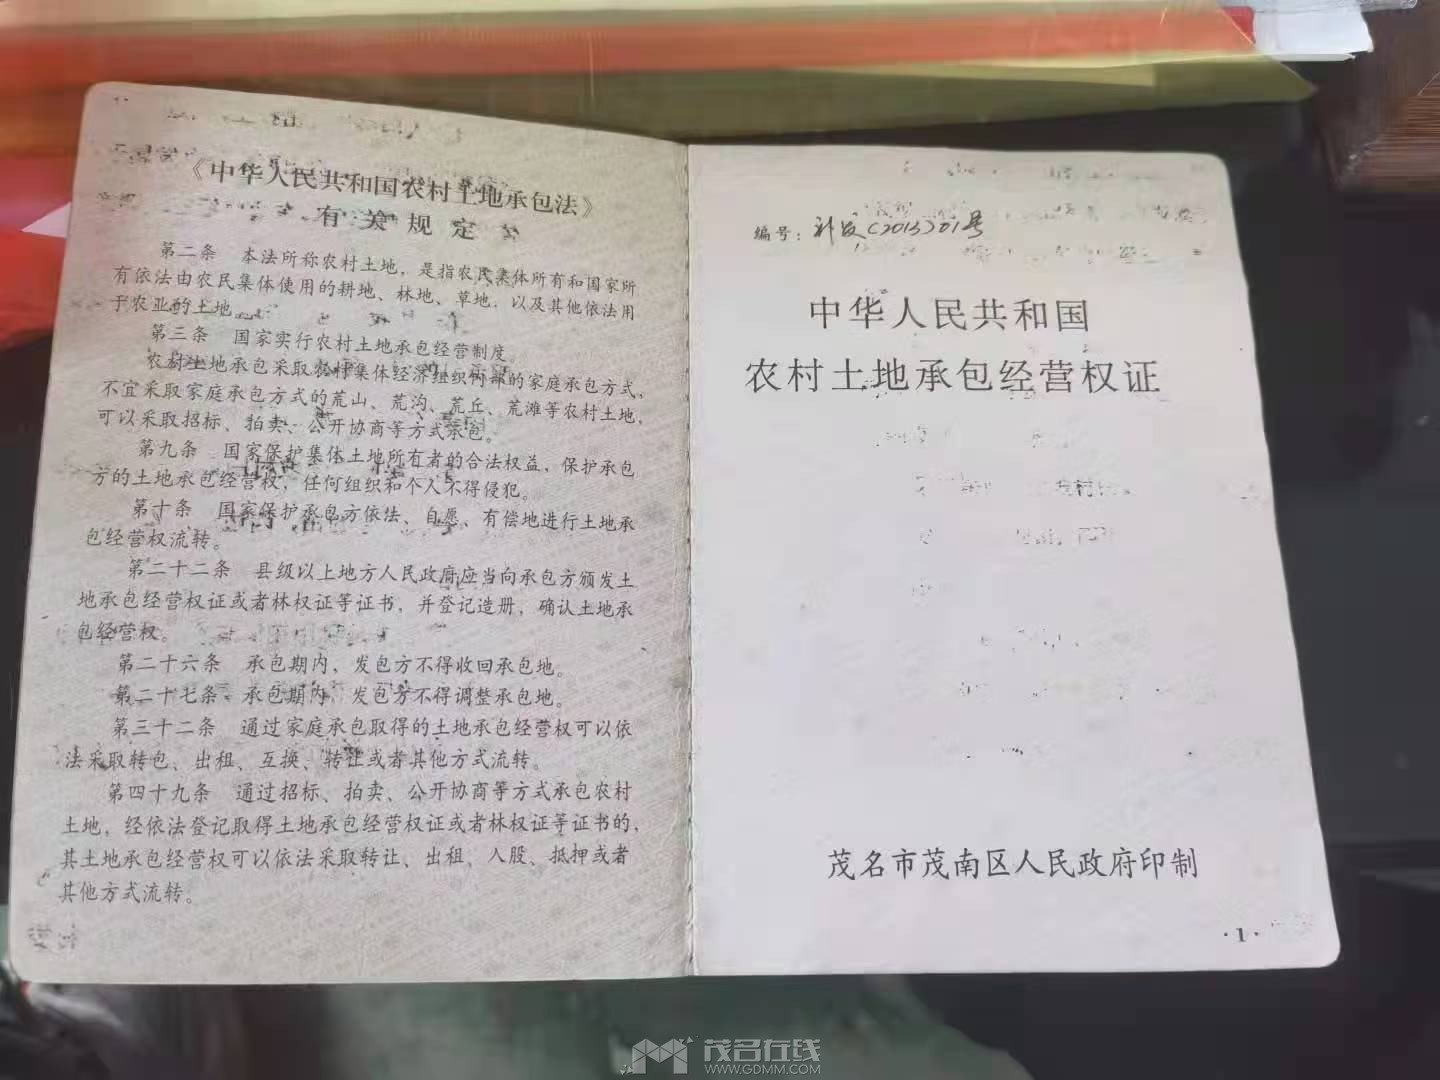 《中华人民共和国农村土地承包法》
有关规定
第二条 本法所称农村土地，是指农民集体所有和国家所
有依法由农民集体使用的耕地、林地、草地，以及其他依法用
于农业的土地。
第三条 国家实行农村土地承包经营制度。
农村土地承包采取农村集体经济组织内部的家庭承包方式，
不宜采取家庭承包方式的荒山、荒沟、荒丘、荒滩等农村土地，
可以采取招标、拍卖、公开协商等方式承包。
第九条 国家保护集体土地所有者的合法权益，保护承包
方的土地承包经营权，任何组织和个人不得侵犯。
第十条 国家保护承包方依法、自愿、有偿地进行土地承
包经营权流转。
第二十二条 县级以上地方人民政府应当向承包方颁发土
地承包经营权证或者林权证等证书，并登记造册，确认土地承
包经营权。
第二十六条 承包期内，发包方不得收回承包地。
第二十七条 承包期内，发包方不得调整承包地。
第三十二条 通过家庭承包取得的土地承包经营权可以依
法采取转包、出租、互换、转让或者其他方式流转。
第四十九条 通过招标、拍卖、公开协商等方式承包农村
土地，经依法登记取得土地承包经营权证或者林权证等证书的，
其土地承包经营权可以依法采取转让、出租、入股、抵押或者
其他方式流转。
编号：补发(2013)01号
中华人民共和国
农村土地承包经营权证
茂名市茂南区人民政府印制
·1·
茂名在线
WWW.GDMM.COM